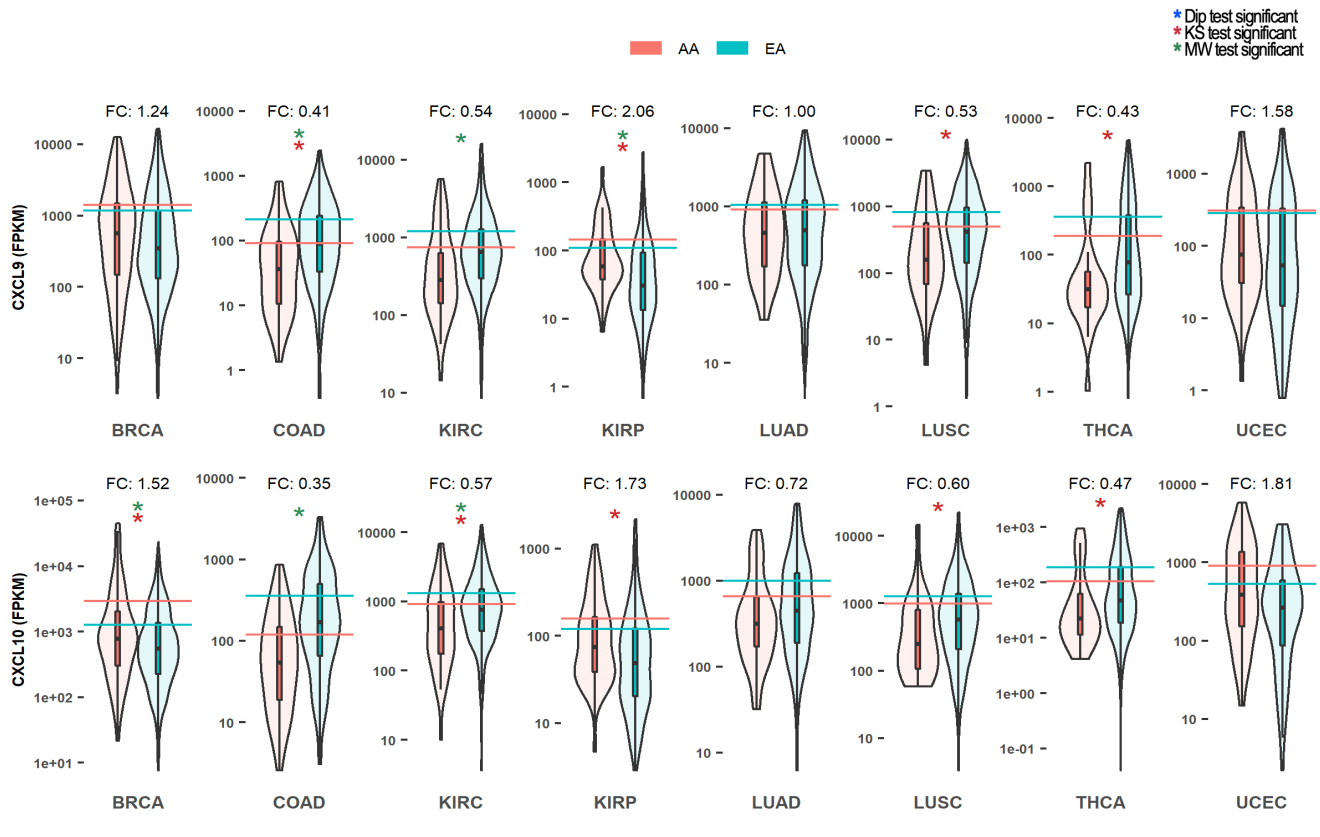 * Dip test significant
* KS test significant
* MW test significant
AA EA
FC: 1.24 FC: 0.41 FC: 0.54 FC: 2.06 FC: 1.00 FC: 0.53 FC: 0.43 FC: 1.58
CXCL9 (FPKM)
10000
1000
100
10
BRCA
10000
1000
100
10
1
COAD
10000
1000
100
10
KIRC
10000
1000
100
10
1
KIRP
10000
1000
100
10
LUAD
10000
1000
100
10
1
LUSC
10000
1000
100
10
1
THCA
1000
100
10
1
UCEC
FC: 1.52 FC: 0.35 FC: 0.57 FC: 1.73 FC: 0.72 FC: 0.60 FC: 0.47 FC: 1.81
CXCL10 (FPKM)
1e+05
1e+04
1e+03
1e+02
1e+01
BRCA
10000
1000
100
10
COAD
10000
1000
100
10
KIRC
1000
100
10
KIRP
10000
1000
100
10
LUAD
10000
1000
100
10
LUSC
1e+03
1e+02
1e+01
1e+00
1e-01
THCA
10000
1000
100
10
UCEC